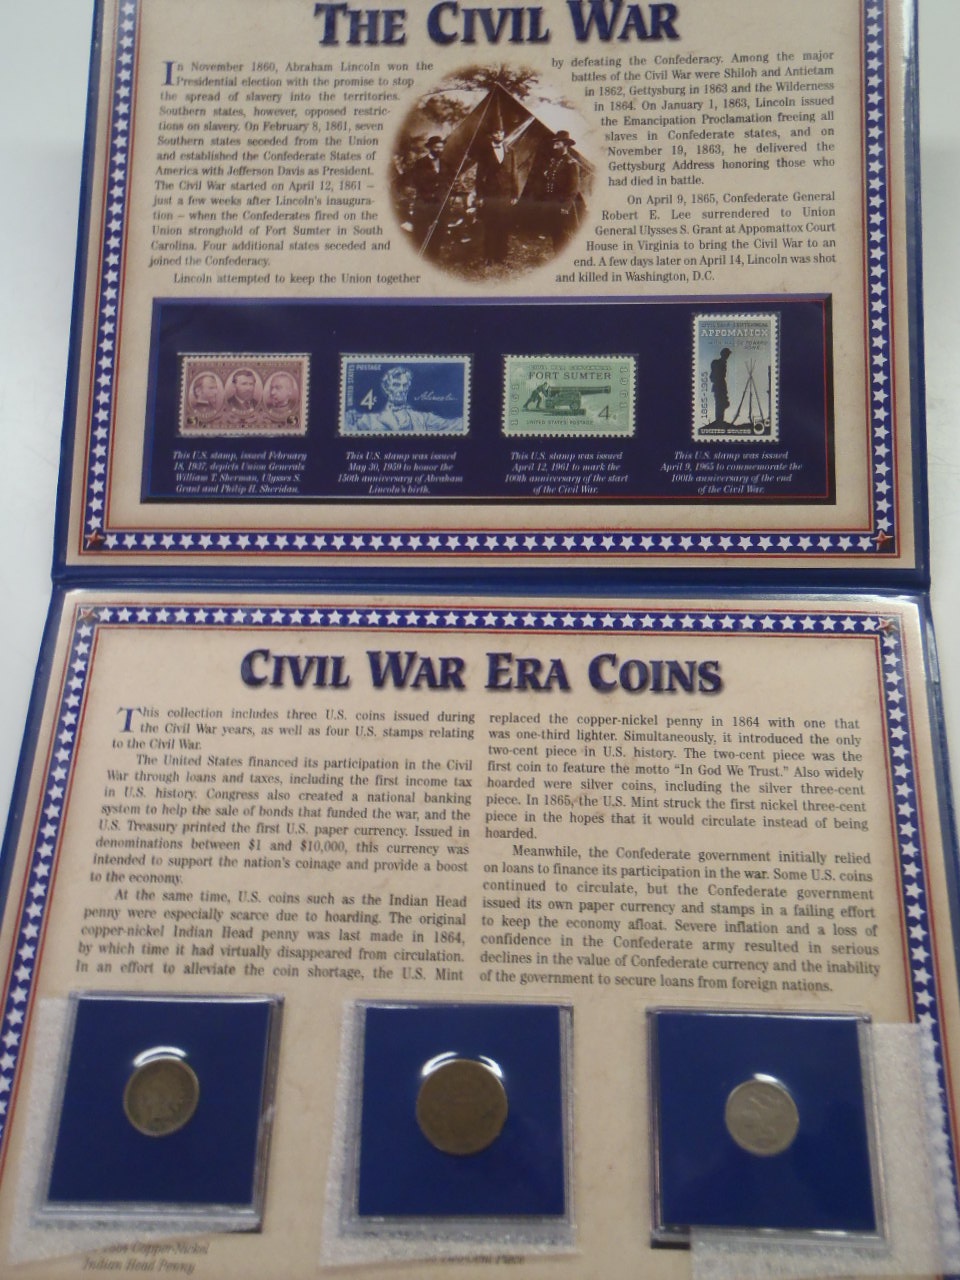 THE CIVIL WAR
In November 1860, Abraham Lincoln won the
Presidential election with the promise to stop
the spread of slavery into the territories.
Southern states, however, opposed restric-
tions on slavery. On February 8, 1861, seven
Southern states seceded from the Union
and established the Confederate States of
America with Jefferson Davis as President.
The Civil War started on April 12, 1861 –
just a few weeks after Lincoln's inaugura-
tion – when the Confederates fired on the
Union stronghold of Fort Sumter in South
Carolina. Four additional states seceded and
joined the Confederacy.
Lincoln attempted to keep the Union together
by defeating the Confederacy. Among the major
battles of the Civil War were Shiloh and Antietam
in 1862, Gettysburg in 1863 and the Wilderness
in 1864. On January 1, 1863, Lincoln issued
the Emancipation Proclamation freeing all
slaves in Confederate states, and on
November 19, 1863, he delivered the
Gettysburg Address honoring those who
had died in battle.
On April 9, 1865, Confederate General
Robert E. Lee surrendered to Union
General Ulysses S. Grant at Appomattox Court
House in Virginia to bring the Civil War to an
end. A few days later on April 14, Lincoln was shot
and killed in Washington, D.C.
UNITED STATES POSTAGE
4¢
A. Lincoln
FORT SUMTER
1861 1961
4¢
UNITED STATES POSTAGE
CIVIL WAR CENTENNIAL
APPOMATTOX
1865-1965
UNITED STATES 5¢
This U.S. stamp, issued February
18, 1937, depicts Union Generals
William T. Sherman, Ulysses S.
Grant and Philip H. Sheridan.
This U.S. stamp was issued
May 30, 1959 to honor the
150th anniversary of Abraham
Lincoln's birth.
This U.S. stamp was issued
April 12, 1961 to mark the
100th anniversary of the start
of the Civil War.
This U.S. stamp was issued
April 9, 1965 to commemorate the
100th anniversary of the end
of the Civil War.
CIVIL WAR ERA COINS
This collection includes three U.S. coins issued during
the Civil War years, as well as four U.S. stamps relating
to the Civil War.
The United States financed its participation in the Civil
War through loans and taxes, including the first income tax
in U.S. history. Congress also created a national banking
system to help the sale of bonds that funded the war, and the
U.S. Treasury printed the first U.S. paper currency. Issued in
denominations between $1 and $10,000, this currency was
intended to support the nation's coinage and provide a boost
to the economy.
At the same time, U.S. coins such as the Indian Head
penny were especially scarce due to hoarding. The original
copper-nickel Indian Head penny was last made in 1864,
by which time it had virtually disappeared from circulation.
In an effort to alleviate the coin shortage, the U.S. Mint
replaced the copper-nickel penny in 1864 with one that
was one-third lighter. Simultaneously, it introduced the only
two-cent piece in U.S. history. The two-cent piece was the
first coin to feature the motto “In God We Trust.” Also widely
hoarded were silver coins, including the silver three-cent
piece. In 1865, the U.S. Mint struck the first nickel three-cent
piece in the hopes that it would circulate instead of being
hoarded.
Meanwhile, the Confederate government initially relied
on loans to finance its participation in the war. Some U.S. coins
continued to circulate, but the Confederate government
issued its own paper currency and stamps in a failing effort
to keep the economy afloat. Severe inflation and a loss of
confidence in the Confederate army resulted in serious
declines in the value of Confederate currency and the inability
of the government to secure loans from foreign nations.
Copper-Nickel
Indian Head Penny
Two-Cent Piece